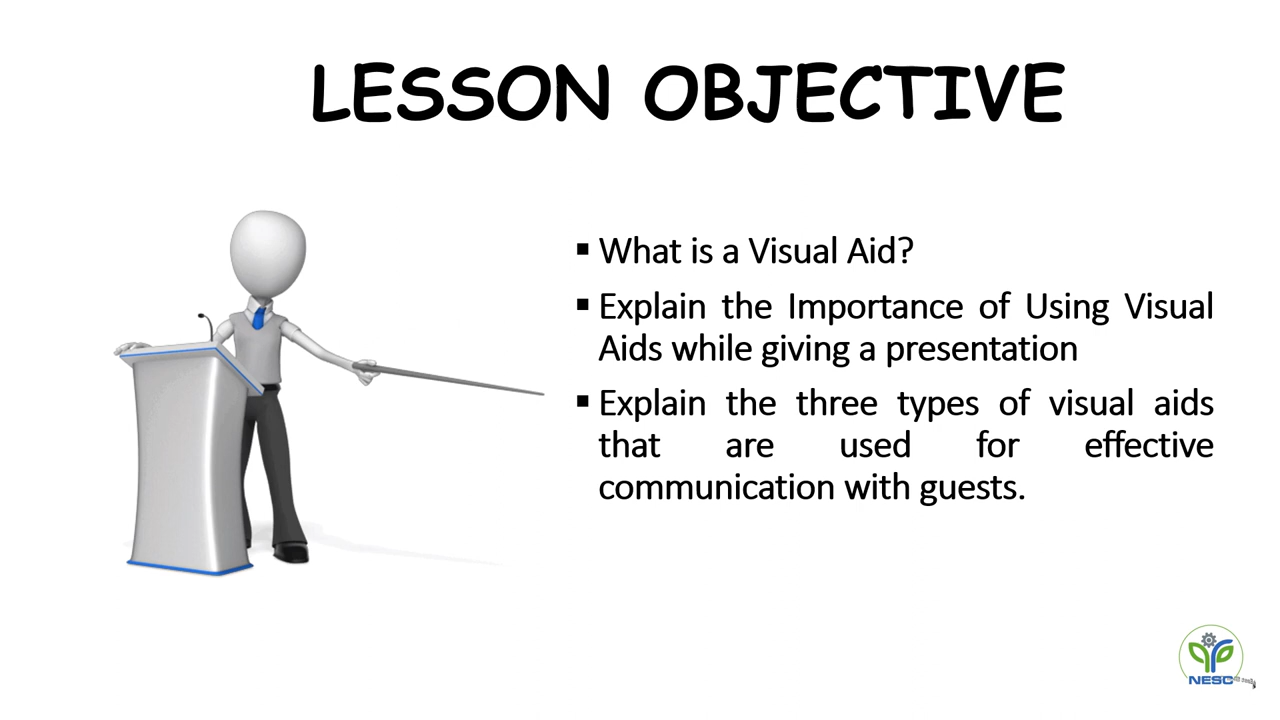 LESSON OBJECTIVE
▪ What is a Visual Aid?
▪ Explain the Importance of Using Visual
Aids while giving a presentation
▪ Explain the three types of visual aids
that are used for effective
communication with guests.
NESC